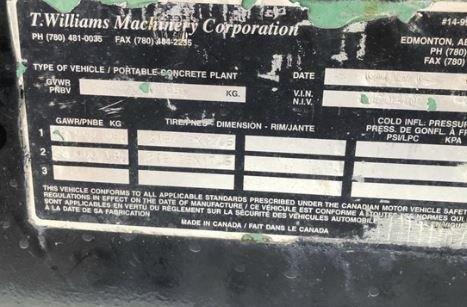 T.Williams Machinery Corporation
#14-9
PH (780) 481-0035 FAX (780) 484-2235
EDMONTON, AB
PH (780)
FAX (780)
TYPE OF VEHICLE / PORTABLE CONCRETE PLANT
DATE
GVWR
PNBV
KG.
V.I.N.
N.I.V.
GAWR/PNBE KG
TIRE/PNEU - DIMENSION - RIM/JANTE
COLD INFL. PRESSUR
PRESS. DE GONFL. À F
PSI/LPC KPA
1
2
3
THIS VEHICLE CONFORMS TO ALL APPLICABLE STANDARDS PRESCRIBED UNDER THE CANADIAN MOTOR VEHICLE SAFET
REGULATIONS IN EFFECT ON THE DATE OF MANUFACTURE / CE VÉHICULE EST CONFORME À TOUTES LES NORMES QUI
SONT APPLICABLES EN VERTU DU RÈGLEMENT SUR LA SÉCURITÉ DES VÉHICULES AUTOMOBILE
À LA DATE DE SA FABRICATION
MADE IN CANADA / FAIT DANS LE CANADA